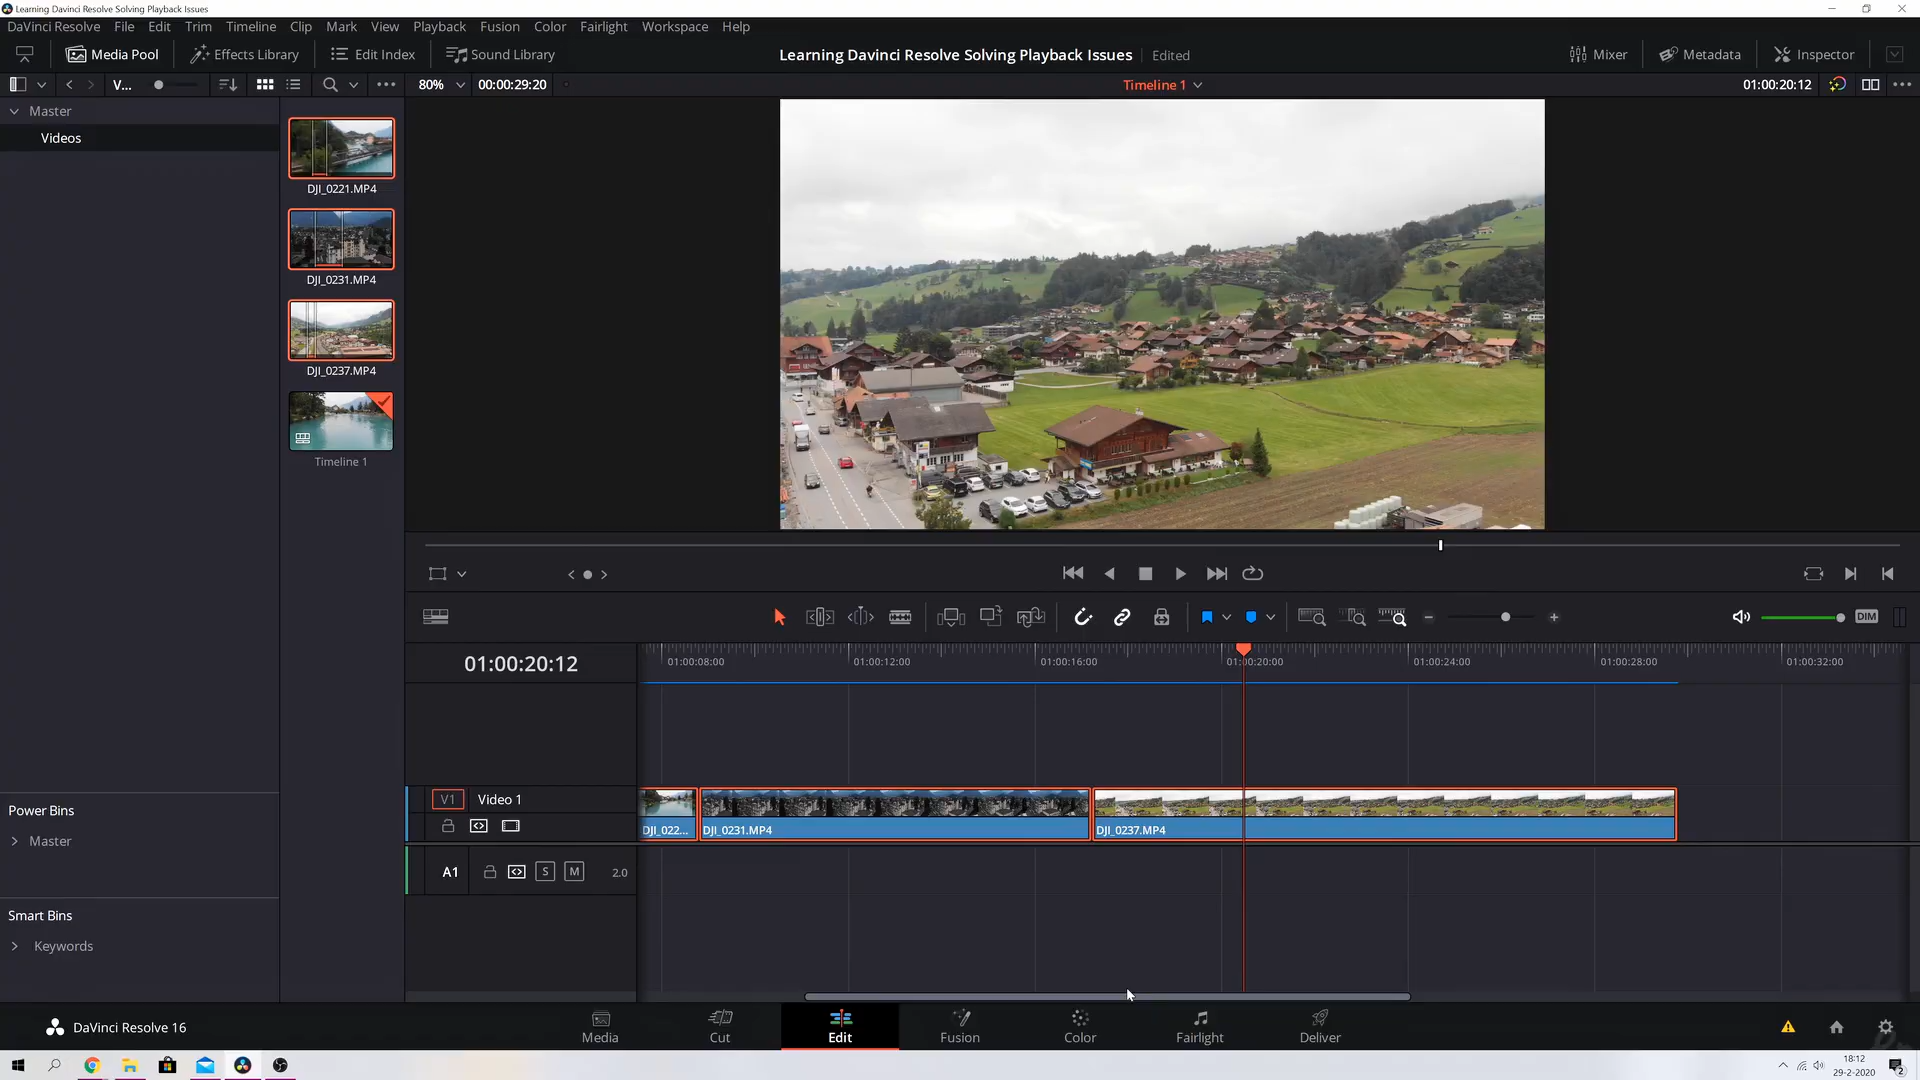 Learning Davinci Resolve Solving Playback Issues
DaVinci Resolve File Edit Trim Timeline Clip Mark View Playback Fusion Color Fairlight Workspace Help
Media Pool Effects Library Edit Index Sound Library Learning Davinci Resolve Solving Playback Issues Edited Mixer Metadata Inspector
V... 80% 00:00:29:20 Timeline 1 01:00:20:12
Master
Videos
DJI_0221.MP4
DJI_0231.MP4
DJI_0237.MP4
Timeline 1
DIM
01:00:20:12
01:00:08:00 01:00:12:00 01:00:16:00 01:00:20:00 01:00:24:00 01:00:28:00 01:00:32:00
V1 Video 1
DJI_022... DJI_0231.MP4 DJI_0237.MP4
A1 S M 2.0
Power Bins
Master
Smart Bins
Keywords
DaVinci Resolve 16
Media Cut Edit Fusion Color Fairlight Deliver
18:12
29-2-2020
2